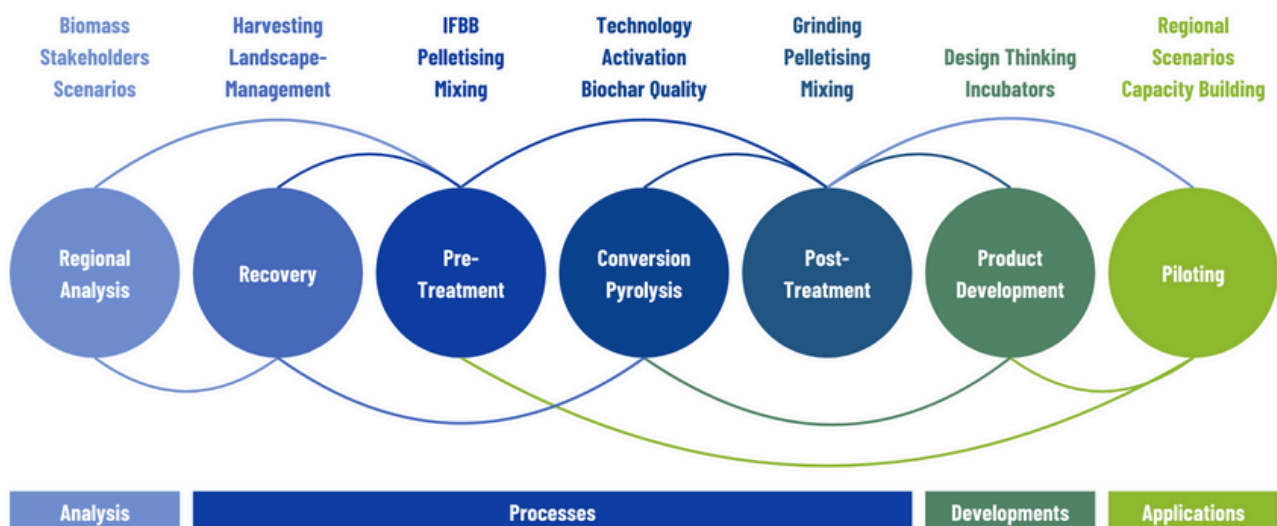 Biomass
Stakeholders
Scenarios
Harvesting
Landscape-
Management
IFBB
Pelletising
Mixing
Technology
Activation
Biochar Quality
Grinding
Pelletising
Mixing
Design Thinking
Incubators
Regional
Scenarios
Capacity Building
Regional
Analysis
Recovery
Pre-
Treatment
Conversion
Pyrolysis
Post-
Treatment
Product
Development
Piloting
Analysis
Processes
Developments
Applications